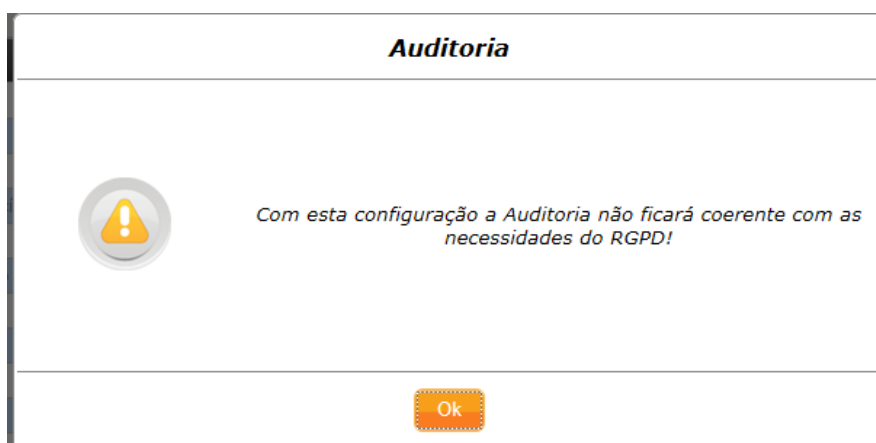 Auditoria
Com esta configuração a Auditoria não ficará coerente com as
necessidades do RGPD!
Ok